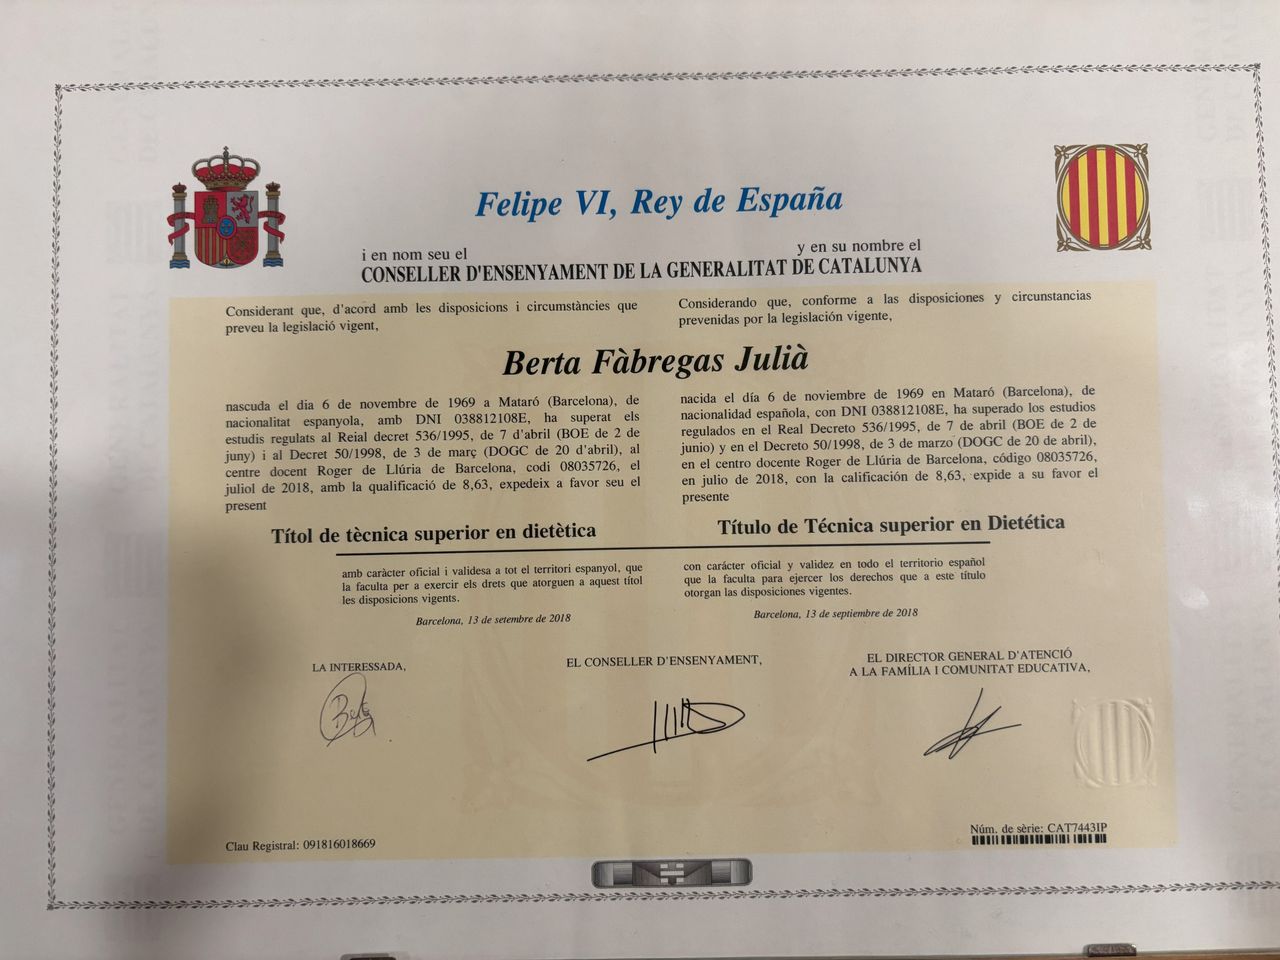 Felipe VI, Rey de España
i en nom seu el
y en su nombre el
CONSELLER D'ENSENYAMENT DE LA GENERALITAT DE CATALUNYA
Considerant que, d'acord amb les disposicions i circumstàncies que
preveu la legislació vigent,
Considerando que, conforme a las disposiciones y circunstancias
prevenidas por la legislación vigente,
Berta Fàbregas Julià
nascuda el dia 6 de novembre de 1969 a Mataró (Barcelona), de
nacionalitat espanyola, amb DNI 038812108E, ha superat els
estudis regulats al Reial decret 536/1995, de 7 d'abril (BOE de 2 de
juny) i al Decret 50/1998, de 3 de març (DOGC de 20 d'abril), al
centre docent Roger de Llúria de Barcelona, codi 08035726, el
juliol de 2018, amb la qualificació de 8,63, expedeix a favor seu el
present
nacida el día 6 de noviembre de 1969 en Mataró (Barcelona), de
nacionalidad española, con DNI 038812108E, ha superado los estudios
regulados en el Real Decreto 536/1995, de 7 de abril (BOE de 2 de
junio) y en el Decreto 50/1998, de 3 de marzo (DOGC de 20 de abril),
en el centro docente Roger de Llúria de Barcelona, código 08035726,
en julio de 2018, con la calificación de 8,63, expide a su favor el
presente
Títol de tècnica superior en dietètica
Título de Técnica superior en Dietética
amb caràcter oficial i validesa a tot el territori espanyol, que
la faculta per a exercir els drets que atorguen a aquest títol
les disposicions vigents.
con carácter oficial y validez en todo el territorio español
que la faculta para ejercer los derechos que a este título
otorgan las disposiciones vigentes.
Barcelona, 13 de setembre de 2018
Barcelona, 13 de septiembre de 2018
LA INTERESSADA,
EL CONSELLER D'ENSENYAMENT,
EL DIRECTOR GENERAL D'ATENCIÓ
A LA FAMÍLIA I COMUNITAT EDUCATIVA,
Berta
Clau Registral: 091816018669
Núm. de sèrie: CAT7443IP